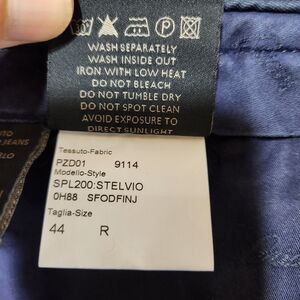 WASH SEPARATELY
WASH INSIDE OUT
IRON WITH LOW HEAT
DO NOT BLEACH
DO NOT TUMBLE DRY
DO NOT SPOT CLEAN
AVOID EXPOSURE TO
DIRECT SUNLIGHT
JEANS
Tessuto-Fabric
PZD01 9114
Modello-Style
SPL200:STELVIO
0H88 SFODFINJ
Taglia-Size
44 R